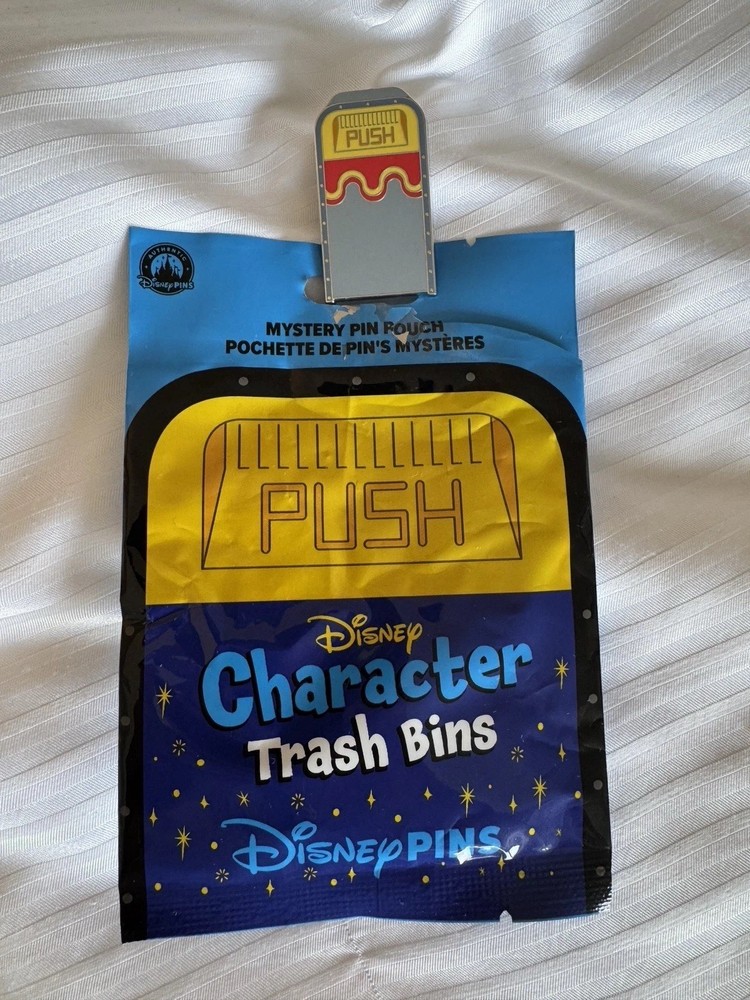 PUSH
AUTHENTIC
Disney PINS
MYSTERY PIN POUCH
POCHETTE DE PIN'S MYSTÈRES
PUSH
Disney
Character
Trash Bins
Disney PINS